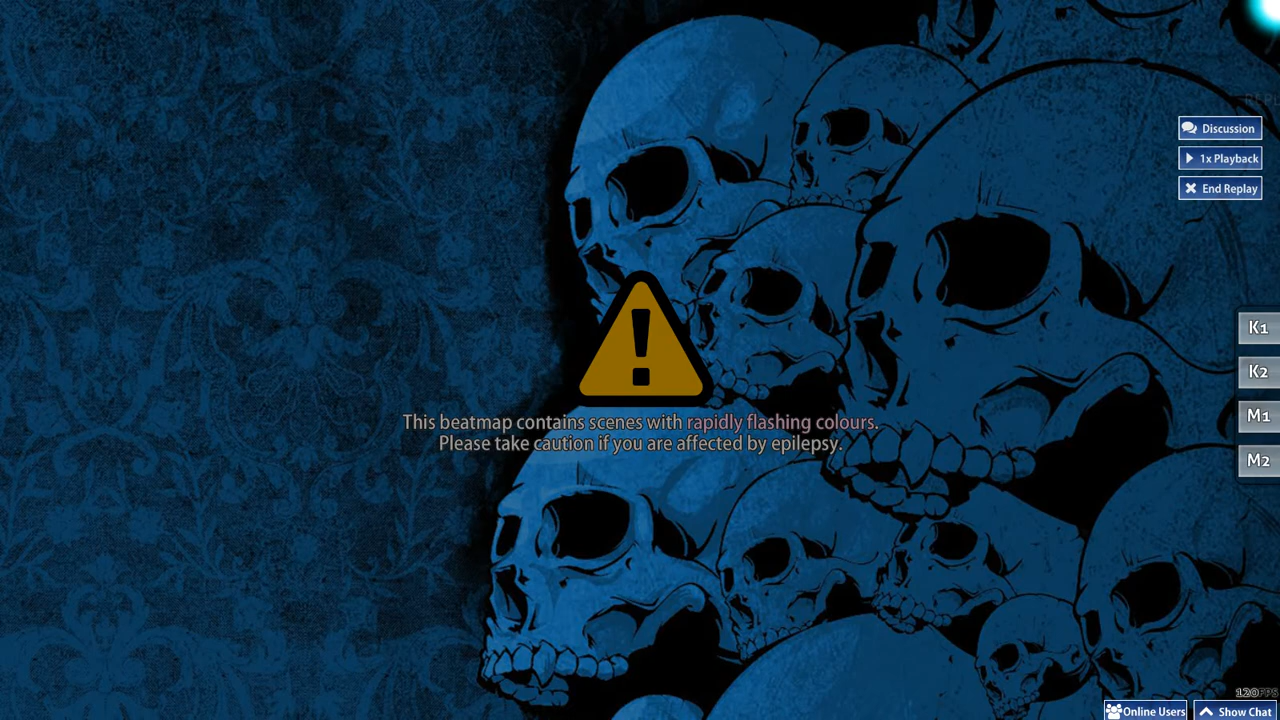 Discussion
1x Playback
End Replay
K1
K2
M1
M2
This beatmap contains scenes with rapidly flashing colours.
Please take caution if you are affected by epilepsy.
120FPS
Online Users
Show Chat